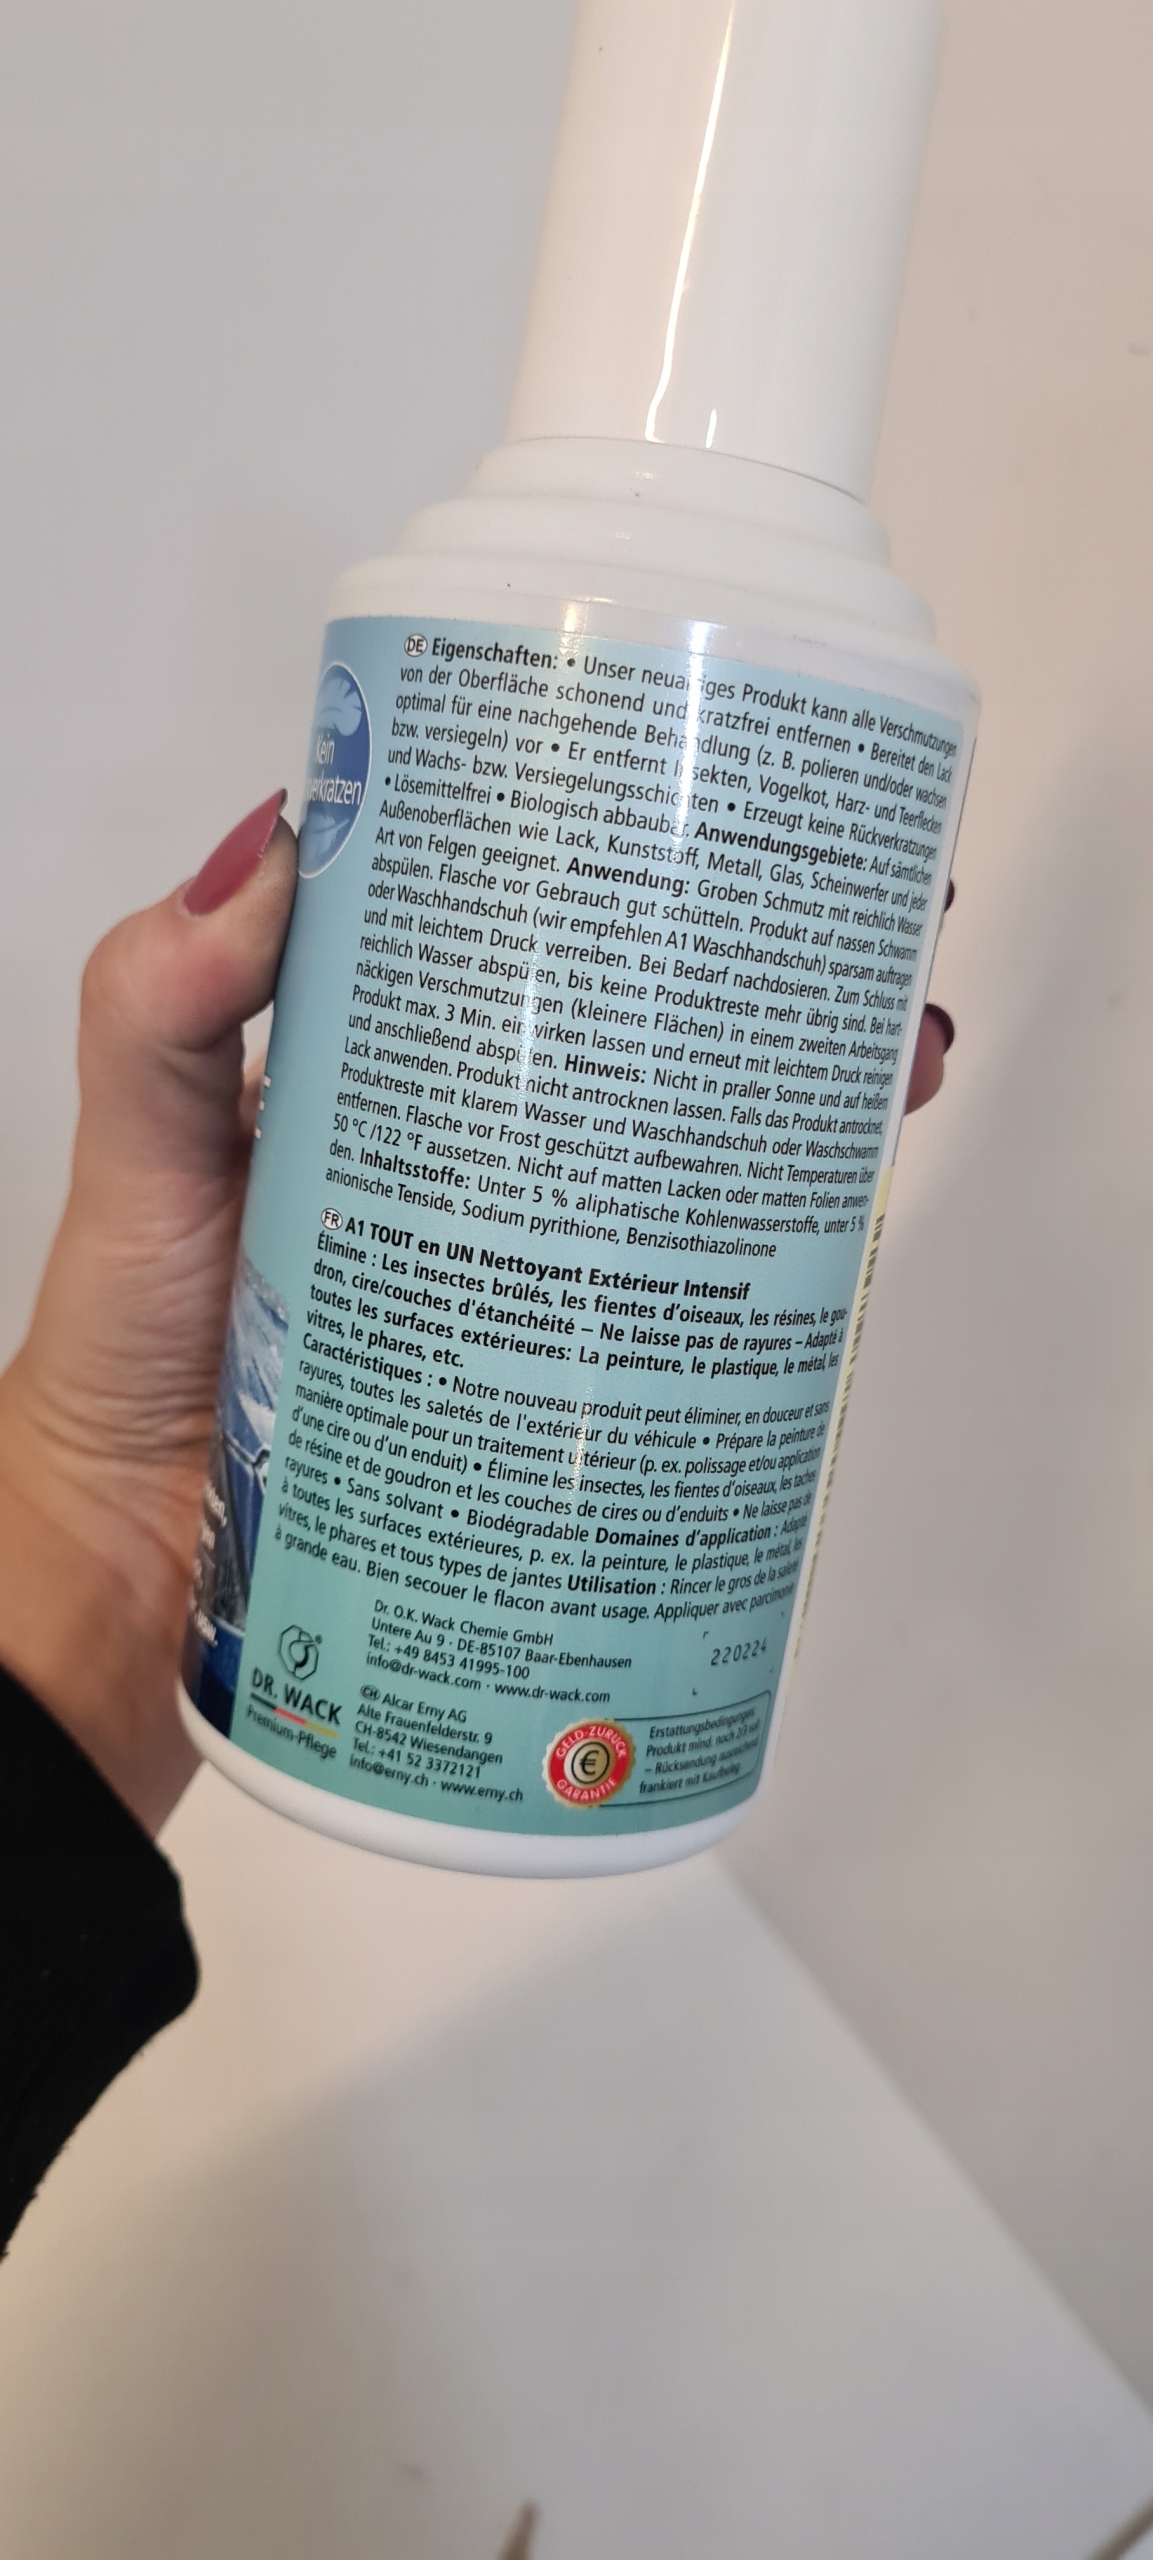 Kein
DE Eigenschaften: • Unser neuartiges Produkt kann alle Verschmutzungen
von der Oberfläche schonend und kratzfrei entfernen • Bereitet den Lack
optimal für eine nachgehende Behandlung (z. B. polieren und/oder wachsen
bzw. versiegeln) vor • Er entfernt Insekten, Vogelkot, Harz- und Teerflecken
und Wachs- bzw. Versiegelungsschichten • Erzeugt keine Rückverkratzungen
• Lösemittelfrei • Biologisch abbaubar. Anwendungsgebiete: Auf sämtlichen
Außenoberflächen wie Lack, Kunststoff, Metall, Glas, Scheinwerfer und jeder
Art von Felgen geeignet. Anwendung: Groben Schmutz mit reichlich Wasser
abspülen. Flasche vor Gebrauch gut schütteln. Produkt auf nassen Schwamm
oder Waschhandschuh (wir empfehlen A1 Waschhandschuh) sparsam auftragen
und mit leichtem Druck verreiben. Bei Bedarf nachdosieren. Zum Schluss mit
reichlich Wasser abspülen, bis keine Produktreste mehr übrig sind. Bei hart-
näckigen Verschmutzungen (kleinere Flächen) in einem zweiten Arbeitsgang
Produkt max. 3 Min. einwirken lassen und erneut mit leichtem Druck reinigen
und anschließend abspülen. Hinweis: Nicht in praller Sonne und auf heißem
Lack anwenden. Produkt nicht antrocknen lassen. Falls das Produkt antrocknet,
Produktreste mit klarem Wasser und Waschhandschuh oder Waschschwamm
entfernen. Flasche vor Frost geschützt aufbewahren. Nicht Temperaturen über
50 °C /122 °F aussetzen. Nicht auf matten Lacken oder matten Folien anwen-
den. Inhaltsstoffe: Unter 5 % aliphatische Kohlenwasserstoffe, unter 5 %
anionische Tenside, Sodium pyrithione, Benzisothiazolinone
FR A1 TOUT en UN Nettoyant Extérieur Intensif
Élimine : Les insectes brûlés, les fientes d'oiseaux, les résines, le gou-
dron, cire/couches d'étanchéité – Ne laisse pas de rayures – Adapté à
toutes les surfaces extérieures: La peinture, le plastique, le métal, les
vitres, le phares, etc.
Caractéristiques : • Notre nouveau produit peut éliminer, en douceur et sans
rayures, toutes les saletés de l'extérieur du véhicule • Prépare la peinture de
manière optimale pour un traitement ultérieur (p. ex. polissage et/ou application
d'une cire ou d'un enduit) • Élimine les insectes, les fientes d'oiseaux, les taches
de résine et de goudron et les couches de cires ou d'enduits • Ne laisse pas de
rayures • Sans solvant • Biodégradable Domaines d'application : Adapté
à toutes les surfaces extérieures, p. ex. la peinture, le plastique, le métal, les
vitres, le phares et tous types de jantes Utilisation : Rincer le gros de la saleté
à grande eau. Bien secouer le flacon avant usage. Appliquer avec parcimonie
Dr. O.K. Wack Chemie GmbH
Untere Au 9 · DE-85107 Baar-Ebenhausen
Tel.: +49 8453 41995-100
info@dr-wack.com · www.dr-wack.com
220224
CH Alcar Erny AG
Alte Frauenfelderstr. 9
CH-8542 Wiesendangen
Tel.: +41 52 3372121
info@erny.ch · www.erny.ch
DR. WACK
Premium-Pflege
GELD-ZURÜCK
€
GARANTIE
Erstattungsbedingungen:
Produkt mind. noch 2/3 voll
– Rücksendung ausreichend
frankiert mit Kaufbeleg